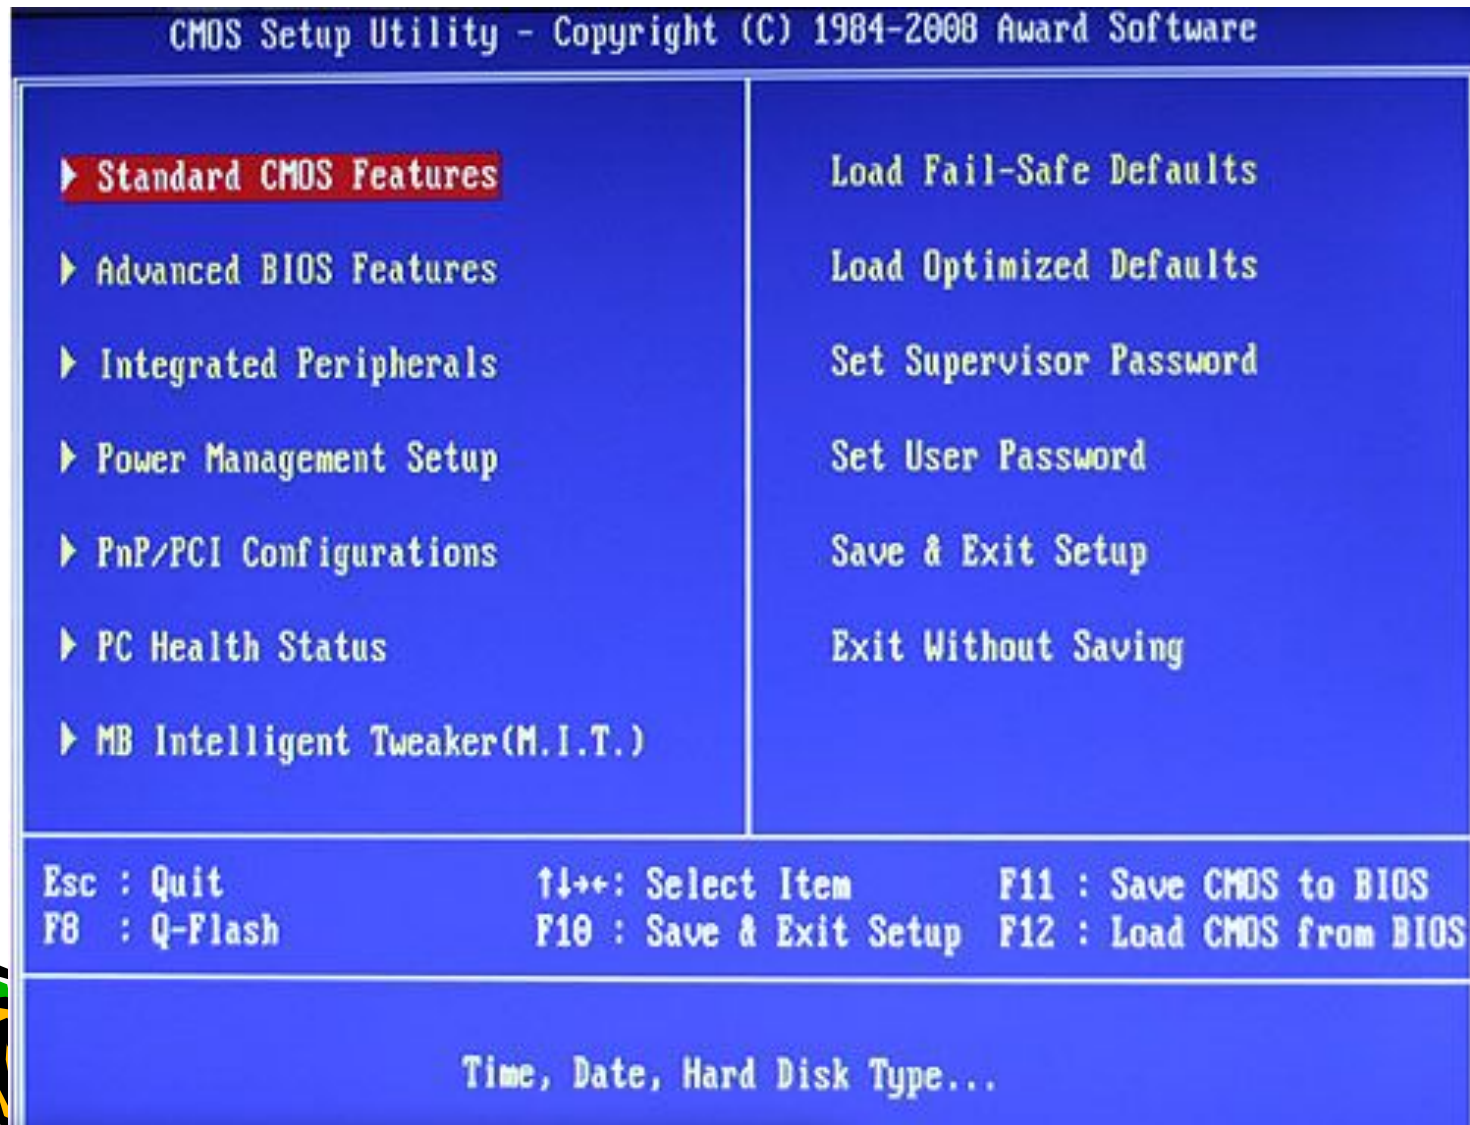 CMOS Setup Utility - Copyright (C) 1984-2008 Award Software
Standard CMOS Features
Advanced BIOS Features
Integrated Peripherals
Power Management Setup
PnP/PCI Configurations
PC Health Status
MB Intelligent Tweaker(M.I.T.)
Load Fail-Safe Defaults
Load Optimized Defaults
Set Supervisor Password
Set User Password
Save & Exit Setup
Exit Without Saving
Esc : Quit ↑↓→←: Select Item F11 : Save CMOS to BIOS
F8 : Q-Flash F10 : Save & Exit Setup F12 : Load CMOS from BIOS
Time, Date, Hard Disk Type...